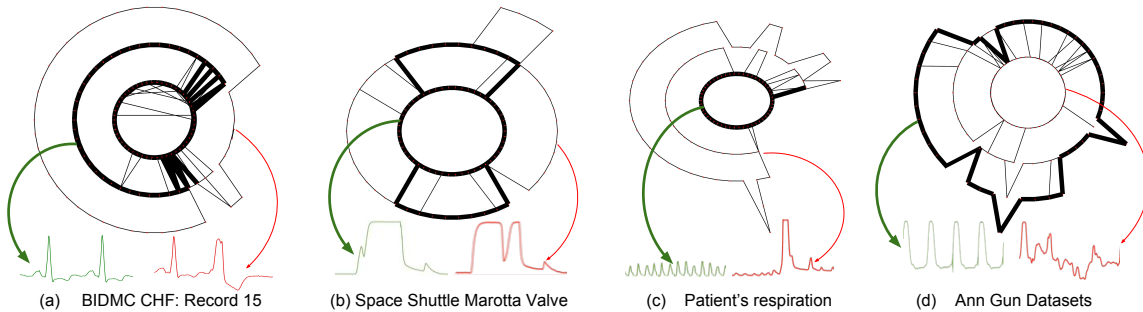 (a) BIDMC CHF: Record 15
(b) Space Shuttle Marotta Valve
(c) Patient's respiration
(d) Ann Gun Datasets